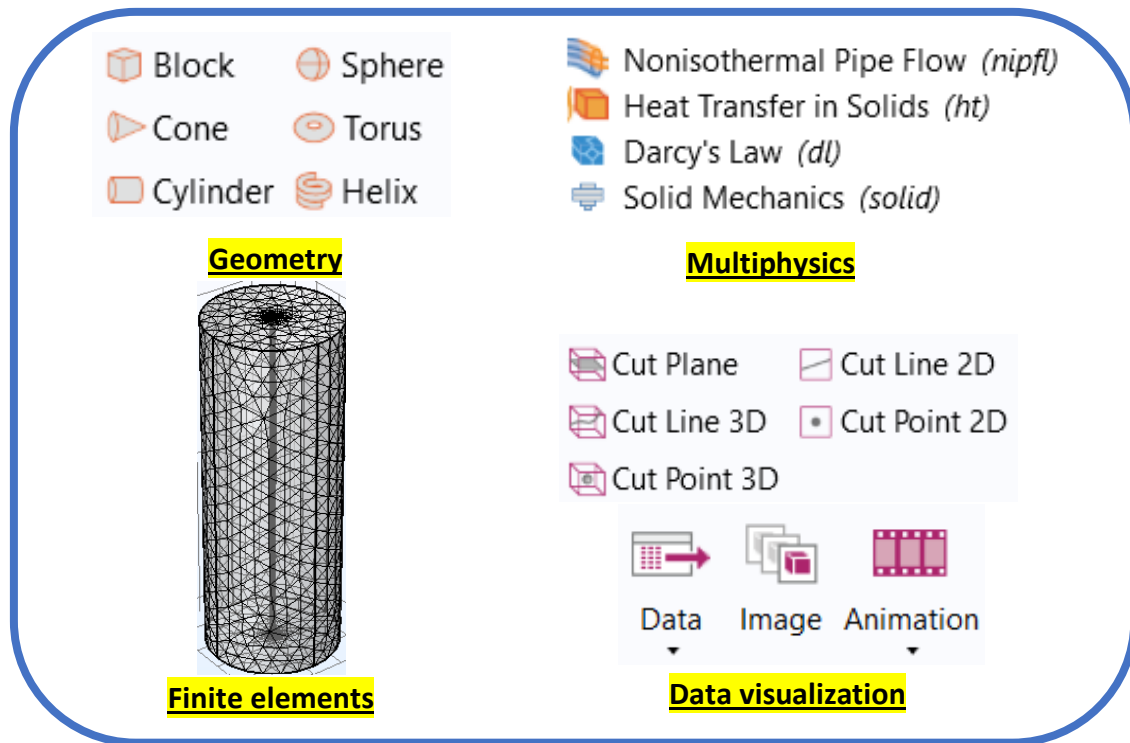 Block Sphere
Cone Torus
Cylinder Helix
Geometry
Nonisothermal Pipe Flow (nipfl)
Heat Transfer in Solids (ht)
Darcy's Law (dl)
Solid Mechanics (solid)
Multiphysics
Finite elements
Cut Plane Cut Line 2D
Cut Line 3D Cut Point 2D
Cut Point 3D
Data Image Animation
Data visualization